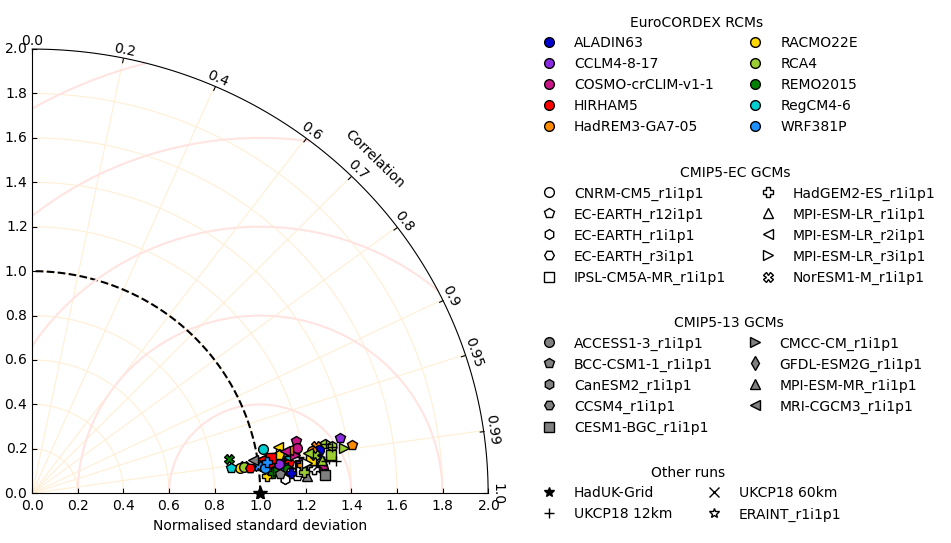 0.0
0.2
0.4
0.6
Correlation
0.7
0.8
0.9
0.95
0.99
1.0
2.0
1.8
1.6
1.4
1.2
1.0
0.8
0.6
0.4
0.2
0.0
0.0 0.2 0.4 0.6 0.8 1.0 1.2 1.4 1.6 1.8 2.0
Normalised standard deviation
EuroCORDEX RCMs
ALADIN63 RACMO22E
CCLM4-8-17 RCA4
COSMO-crCLIM-v1-1 REMO2015
HIRHAM5 RegCM4-6
HadREM3-GA7-05 WRF381P
CMIP5-EC GCMs
CNRM-CM5_r1i1p1 HadGEM2-ES_r1i1p1
EC-EARTH_r12i1p1 MPI-ESM-LR_r1i1p1
EC-EARTH_r1i1p1 MPI-ESM-LR_r2i1p1
EC-EARTH_r3i1p1 MPI-ESM-LR_r3i1p1
IPSL-CM5A-MR_r1i1p1 NorESM1-M_r1i1p1
CMIP5-13 GCMs
ACCESS1-3_r1i1p1 CMCC-CM_r1i1p1
BCC-CSM1-1_r1i1p1 GFDL-ESM2G_r1i1p1
CanESM2_r1i1p1 MPI-ESM-MR_r1i1p1
CCSM4_r1i1p1 MRI-CGCM3_r1i1p1
CESM1-BGC_r1i1p1
Other runs
HadUK-Grid UKCP18 60km
UKCP18 12km ERAINT_r1i1p1